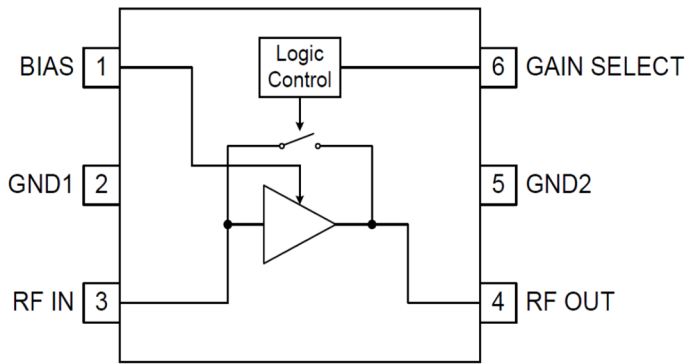 Logic
Control
BIAS 1
6 GAIN SELECT
GND1 2
5 GND2
RF IN 3
4 RF OUT